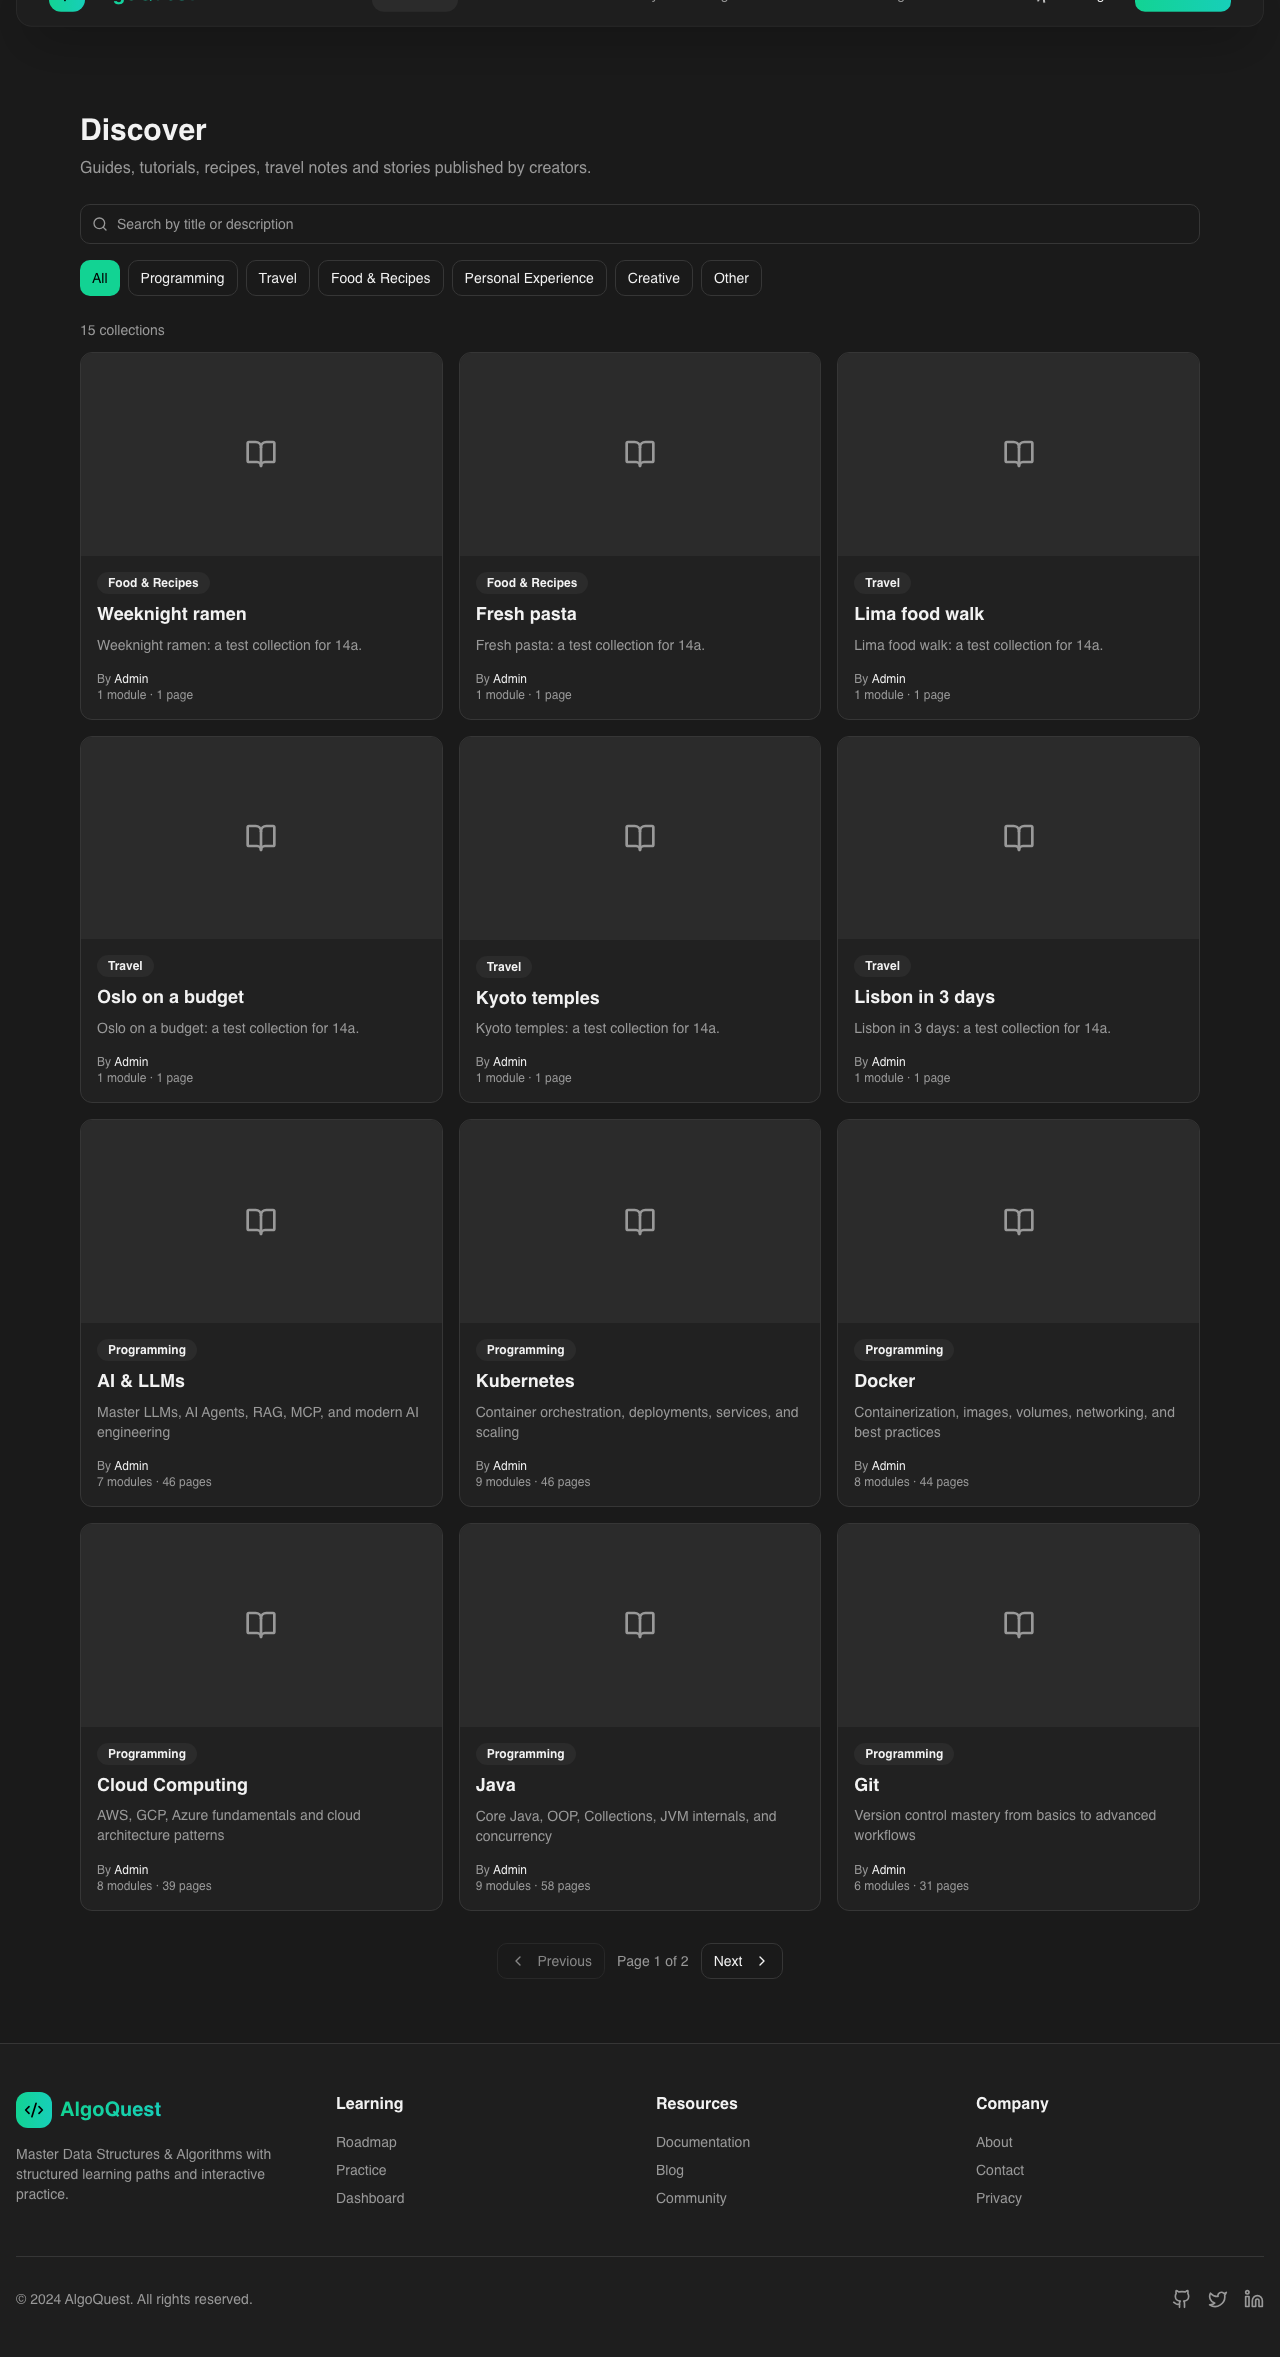 Discover
Guides, tutorials, recipes, travel notes and stories published by creators.
Search by title or description
All Programming Travel Food & Recipes Personal Experience Creative Other
15 collections
Food & Recipes
Weeknight ramen
Weeknight ramen: a test collection for 14a.
By Admin
1 module · 1 page
Food & Recipes
Fresh pasta
Fresh pasta: a test collection for 14a.
By Admin
1 module · 1 page
Travel
Lima food walk
Lima food walk: a test collection for 14a.
By Admin
1 module · 1 page
Travel
Oslo on a budget
Oslo on a budget: a test collection for 14a.
By Admin
1 module · 1 page
Travel
Kyoto temples
Kyoto temples: a test collection for 14a.
By Admin
1 module · 1 page
Travel
Lisbon in 3 days
Lisbon in 3 days: a test collection for 14a.
By Admin
1 module · 1 page
Programming
AI & LLMs
Master LLMs, AI Agents, RAG, MCP, and modern AI
engineering
By Admin
7 modules · 46 pages
Programming
Kubernetes
Container orchestration, deployments, services, and
scaling
By Admin
9 modules · 46 pages
Programming
Docker
Containerization, images, volumes, networking, and
best practices
By Admin
8 modules · 44 pages
Programming
Cloud Computing
AWS, GCP, Azure fundamentals and cloud
architecture patterns
By Admin
8 modules · 39 pages
Programming
Java
Core Java, OOP, Collections, JVM internals, and
concurrency
By Admin
9 modules · 58 pages
Programming
Git
Version control mastery from basics to advanced
workflows
By Admin
6 modules · 31 pages
Previous Page 1 of 2 Next
AlgoQuest
Master Data Structures & Algorithms with
structured learning paths and interactive
practice.
Learning
Roadmap
Practice
Dashboard
Resources
Documentation
Blog
Community
Company
About
Contact
Privacy
© 2024 AlgoQuest. All rights reserved.